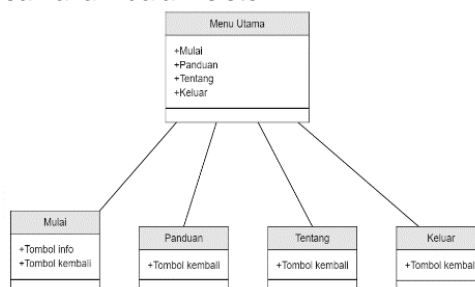 Menu Utama
+Mulai
+Panduan
+Tentang
+Keluar
Mulai
+Tombol info
+Tombol kembali
Panduan
+Tombol kembali
Tentang
+Tombol kembali
Keluar
+Tombol kembali